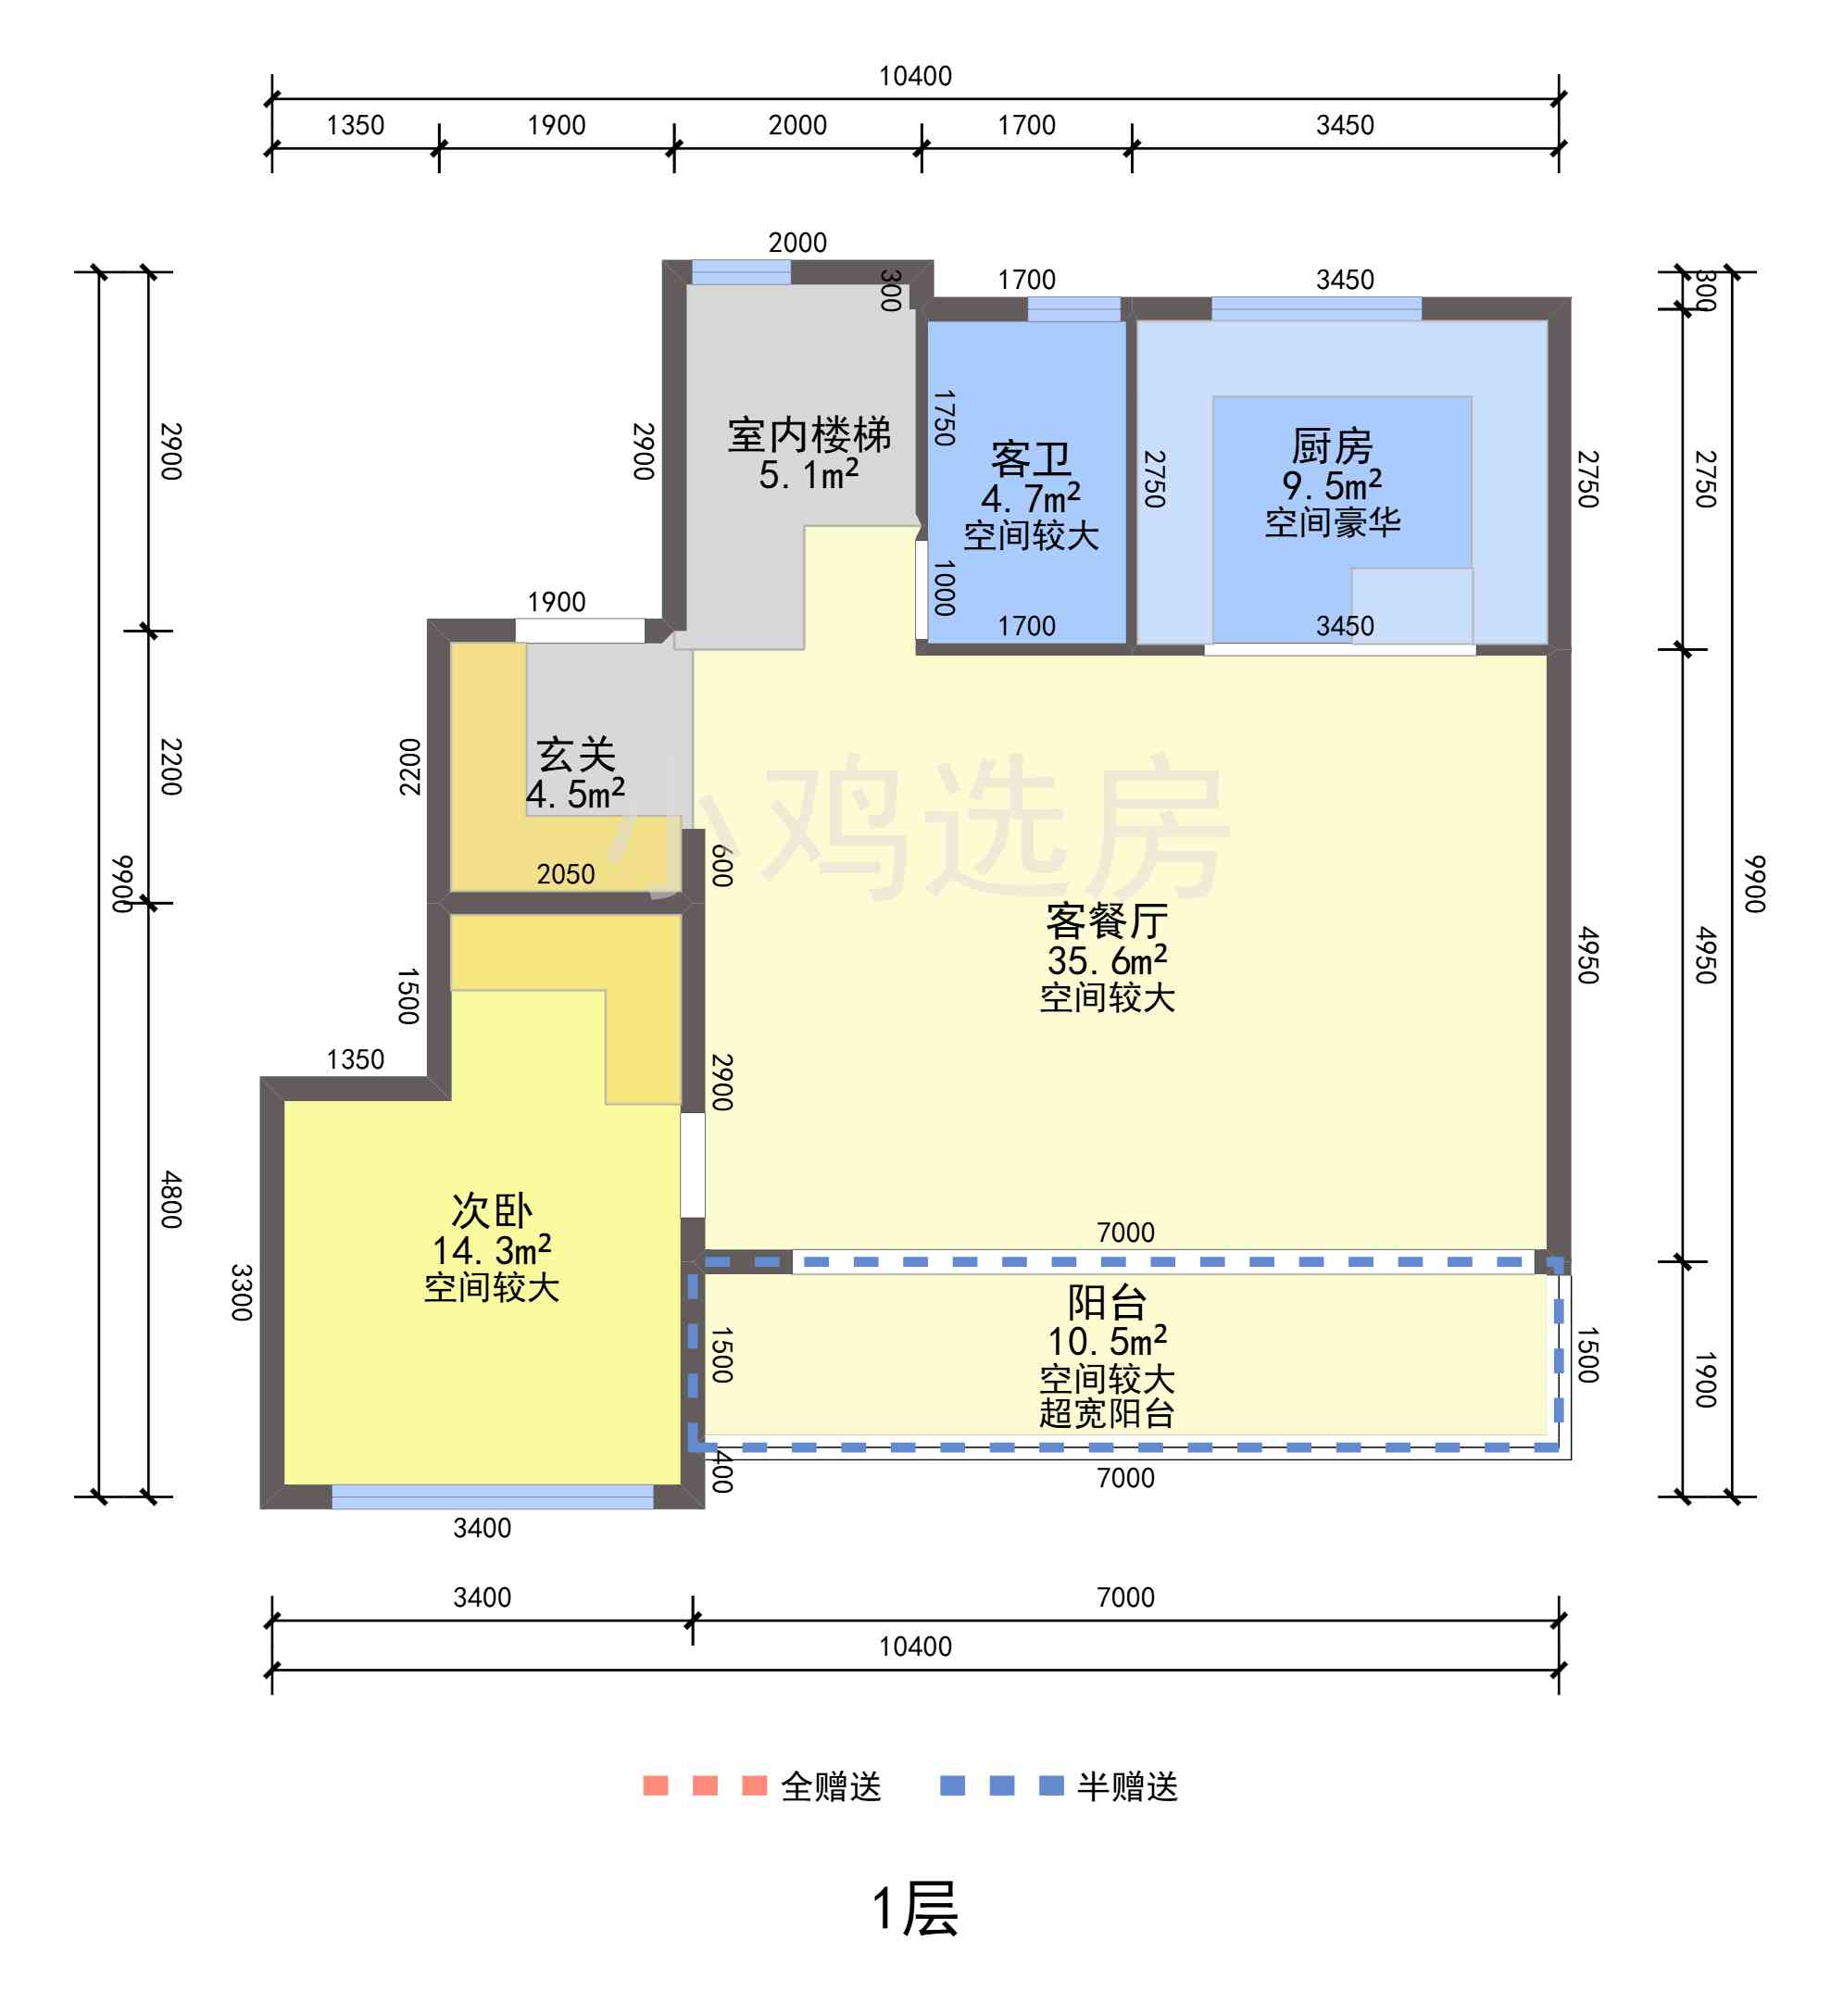 10400
1350 1900 2000 1700 3450
2000
300
1700
3450
300
2900
2900
室内楼梯
5.1m²
1750
客卫
4.7m²
空间较大
2750
厨房
9.5m²
空间豪华
2750
2750
1900
1000
1700
3450
2200
2200
玄关
4.5m²
小鸡选房
2050
600
9900
9900
客餐厅
35.6m²
空间较大
4950
4950
1500
1350
2900
4800
次卧
14.3m²
空间较大
3300
7000
阳台
10.5m²
空间较大
超宽阳台
1500
1500
1900
400
7000
3400
3400 7000
10400
全赠送 半赠送
1层